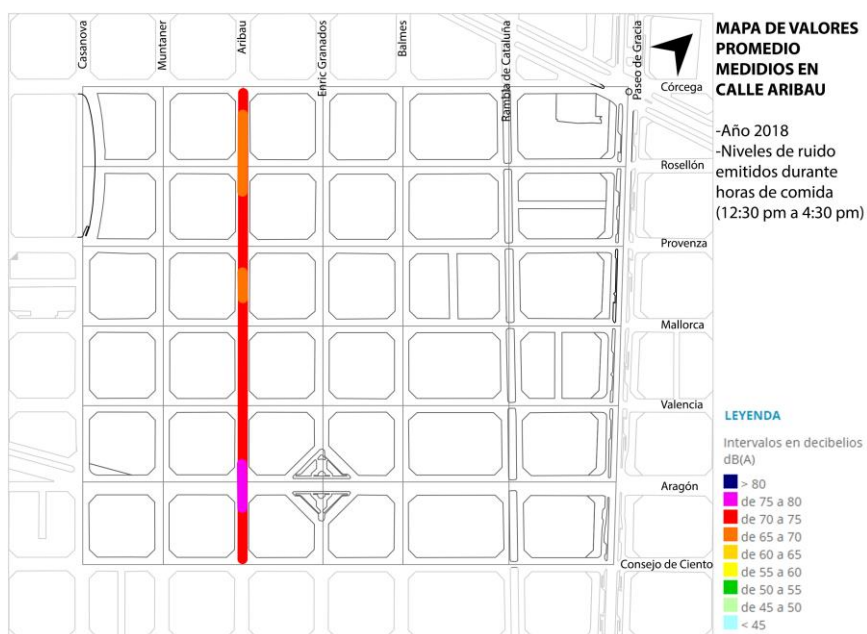 Casanova
Muntaner
Aribau
Enric Granados
Balmes
Rambla de Cataluña
Paseo de Gracia
Córcega
Rosellón
Provenza
Mallorca
Valencia
Aragón
Consejo de Ciento
MAPA DE VALORES
PROMEDIO
MEDIDIOS EN
CALLE ARIBAU
-Año 2018
-Niveles de ruido
emitidos durante
horas de comida
(12:30 pm a 4:30 pm)
LEYENDA
Intervalos en decibelios
dB(A)
> 80
de 75 a 80
de 70 a 75
de 65 a 70
de 60 a 65
de 55 a 60
de 50 a 55
de 45 a 50
< 45